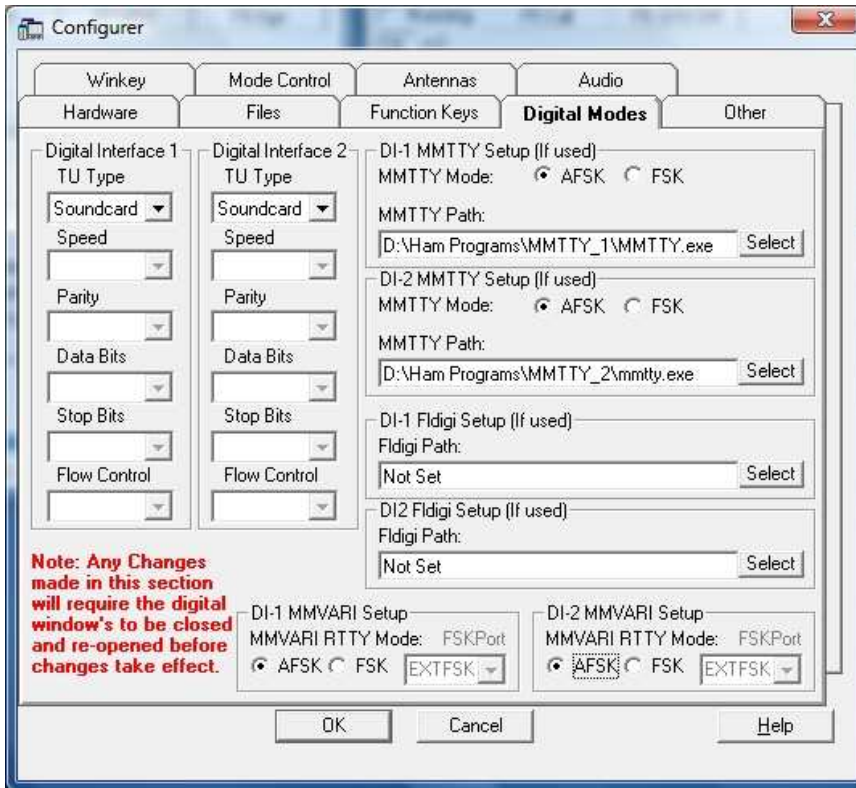 Configurer
Winkey Mode Control Antennas Audio
Hardware Files Function Keys Digital Modes Other
Digital Interface 1
TU Type
Soundcard
Speed
Parity
Data Bits
Stop Bits
Flow Control
Digital Interface 2
TU Type
Soundcard
Speed
Parity
Data Bits
Stop Bits
Flow Control
DI-1 MMTTY Setup (If used)
MMTTY Mode: AFSK FSK
MMTTY Path:
D:\Ham Programs\MMTTY_1\MMTTY.exe Select
DI-2 MMTTY Setup (If used)
MMTTY Mode: AFSK FSK
MMTTY Path:
D:\Ham Programs\MMTTY_2\mmtty.exe Select
DI-1 Fldigi Setup (If used)
Fldigi Path:
Not Set Select
DI2 Fldigi Setup (If used)
Fldigi Path:
Not Set Select
Note: Any Changes
made in this section
will require the digital
window's to be closed
and re-opened before
changes take effect.
DI-1 MMVARI Setup
MMVARI RTTY Mode: FSKPort
AFSK FSK EXTFSK
DI-2 MMVARI Setup
MMVARI RTTY Mode: FSKPort
AFSK FSK EXTFSK
OK Cancel Help